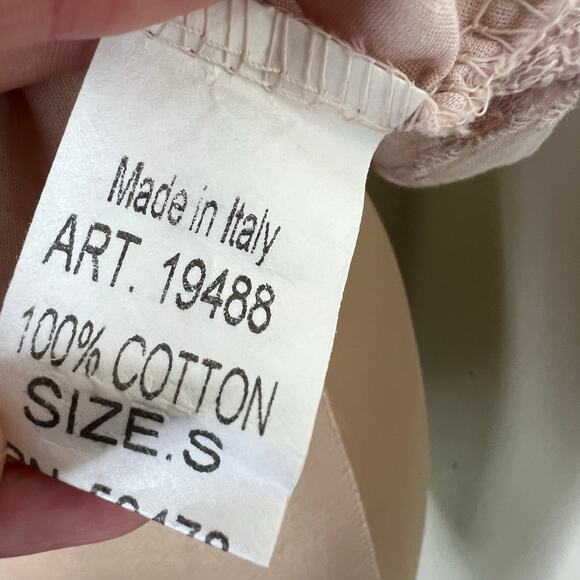 Made in Italy
ART. 19488
100% COTTON
SIZE.S